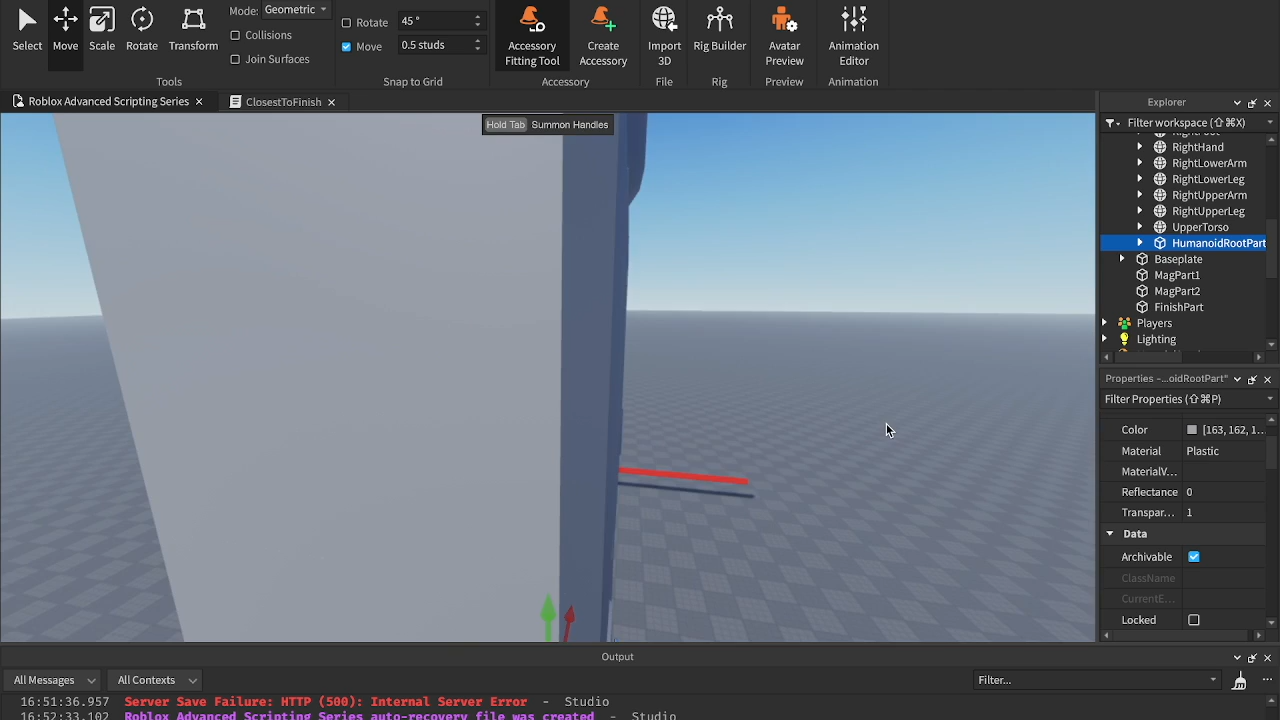 Mode: Geometric
Rotate 45 °
Collisions
Move 0.5 studs
Join Surfaces
Select Move Scale Rotate Transform
Accessory Fitting Tool
Create Accessory
Import 3D
Rig Builder
Avatar Preview
Animation Editor
Tools Snap to Grid Accessory File Rig Preview Animation
Roblox Advanced Scripting Series
ClosestToFinish
Hold Tab Summon Handles
Explorer
Filter workspace (⇧⌘X)
RightHand
RightLowerArm
RightLowerLeg
RightUpperArm
RightUpperLeg
UpperTorso
HumanoidRootPart
Baseplate
MagPart1
MagPart2
FinishPart
Players
Lighting
Properties -...oidRootPart"
Filter Properties (⇧⌘P)
Color [163, 162, 1...
Material Plastic
MaterialV...
Reflectance 0
Transpar... 1
Data
Archivable
ClassName
CurrentE...
Locked
Output
All Messages All Contexts Filter...
16:51:36.957 Server Save Failure: HTTP (500): Internal Server Error - Studio
16:52:33.102 Roblox Advanced Scripting Series auto-recovery file was created - Studio